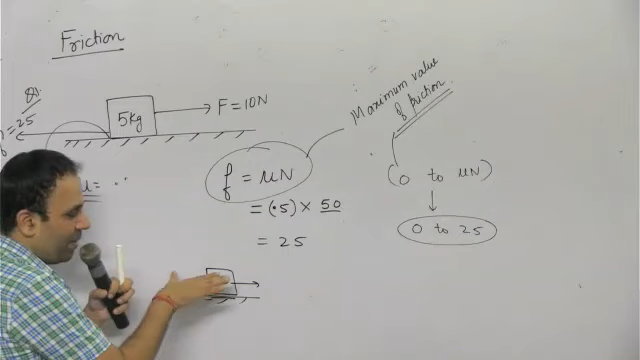 Friction
5Kg
F = 10N
= 25
f = μN
= (.5) × 50
= 25
Maximum value
of friction.
(0 to μN)
0 to 25